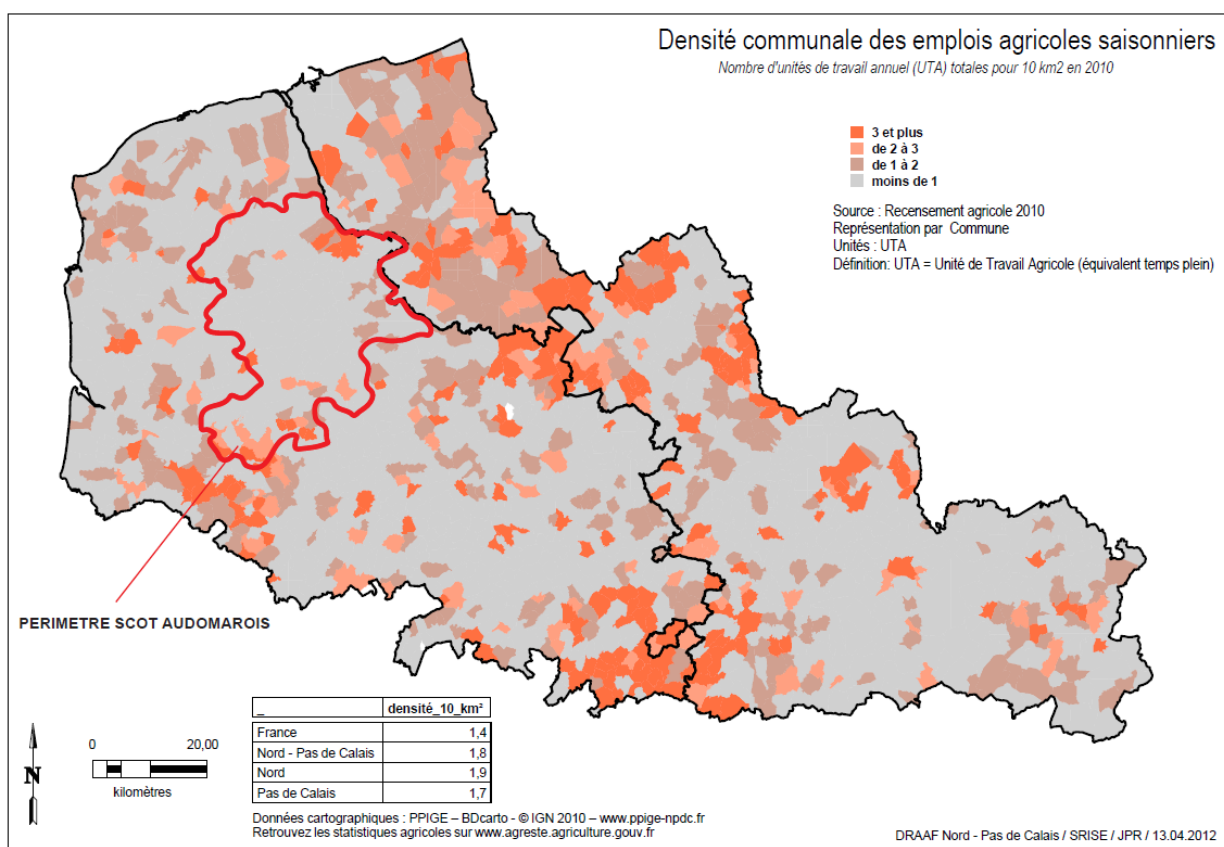 Densité communale des emplois agricoles saisonniers
Nombre d'unités de travail annuel (UTA) totales pour 10 km2 en 2010
3 et plus
de 2 à 3
de 1 à 2
moins de 1
Source : Recensement agricole 2010
Représentation par Commune
Unités : UTA
Définition: UTA = Unité de Travail Agricole (équivalent temps plein)
PERIMETRE SCOT AUDOMAROIS
_ densité_10_km²
France 1,4
Nord - Pas de Calais 1,8
Nord 1,9
Pas de Calais 1,7
0 20,00
kilomètres
N
Données cartographiques : PPIGE – BDcarto - © IGN 2010 – www.ppige-npdc.fr
Retrouvez les statistiques agricoles sur www.agreste.agriculture.gouv.fr
DRAAF Nord - Pas de Calais / SRISE / JPR / 13.04.2012